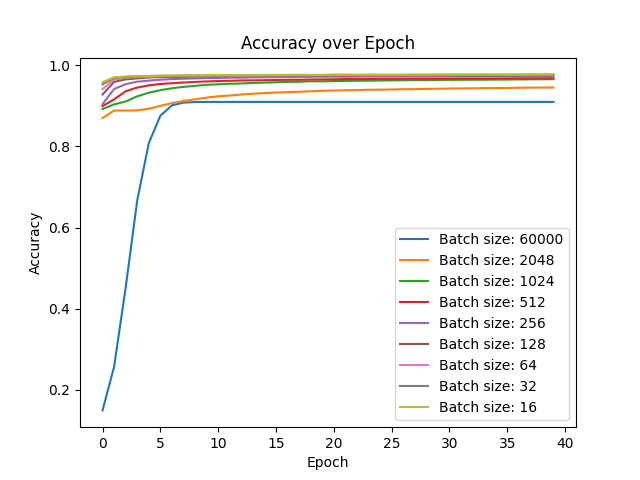 Accuracy over Epoch
1.0
0.8
0.6
0.4
0.2
Accuracy
Batch size: 60000
Batch size: 2048
Batch size: 1024
Batch size: 512
Batch size: 256
Batch size: 128
Batch size: 64
Batch size: 32
Batch size: 16
0 5 10 15 20 25 30 35 40
Epoch